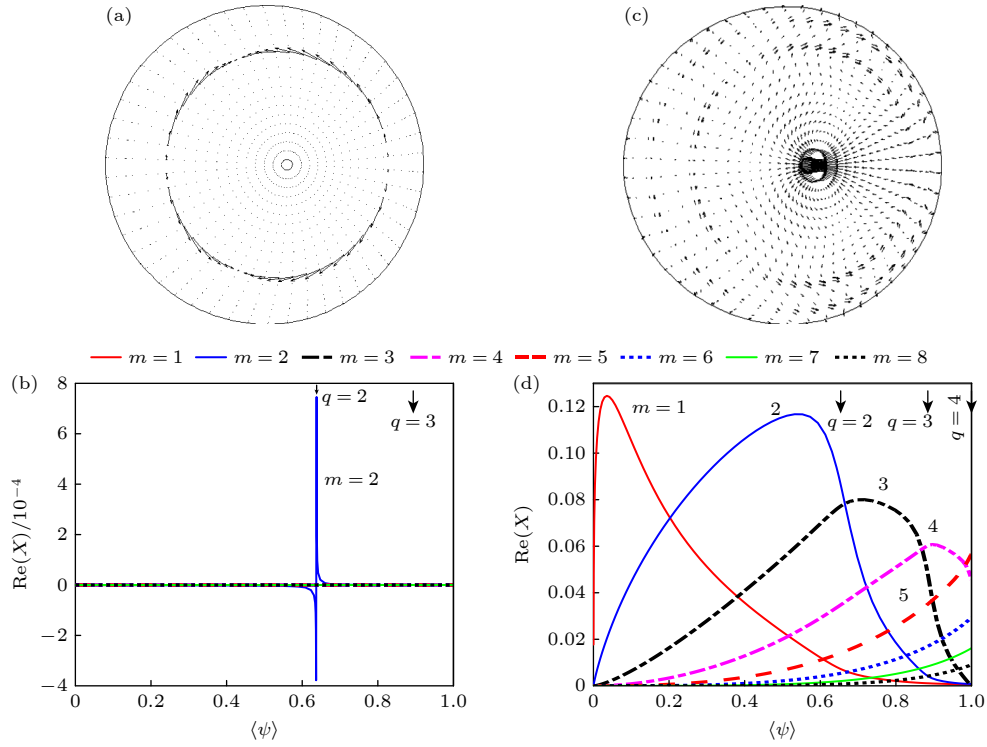 (a)
(c)
m = 1 m = 2 m = 3 m = 4 m = 5 m = 6 m = 7 m = 8
(b)
8
6
4
2
0
−2
−4
Re(X)/10⁻⁴
q = 2
q = 3
m = 2
0 0.2 0.4 0.6 0.8 1.0
⟨ψ⟩
(d)
0.12
0.10
0.08
0.06
0.04
0.02
0
Re(X)
m = 1
2
q = 2
q = 3
q = 4
3
4
5
0 0.2 0.4 0.6 0.8 1.0
⟨ψ⟩